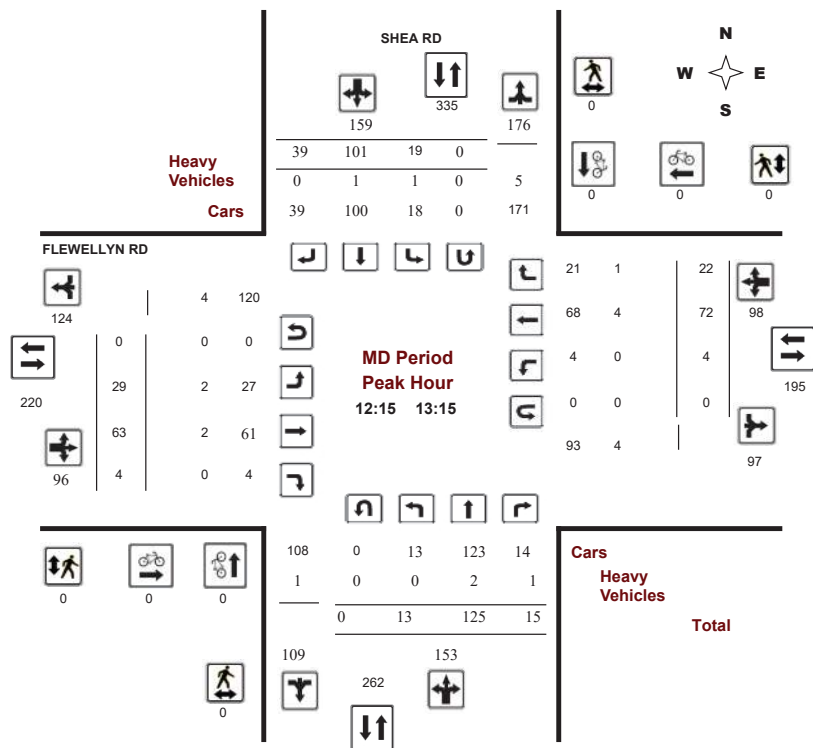 SHEA RD
N
W E
S
159
335
176
0
39 101 19 0
Heavy
Vehicles
0 1 1 0 5
Cars
39 100 18 0 171
0 0 0
FLEWELLYN RD
124
4 120
0 0 0
220
29 2 27
63 2 61
96
4 0 4
MD Period
Peak Hour
12:15 13:15
21 1 22
68 4 72
98
4 0 4
195
0 0 0
93 4
97
108 0 13 123 14
Cars
1 0 0 2 1
Heavy
Vehicles
0 0 0
0 13 125 15
Total
109
262
153
0